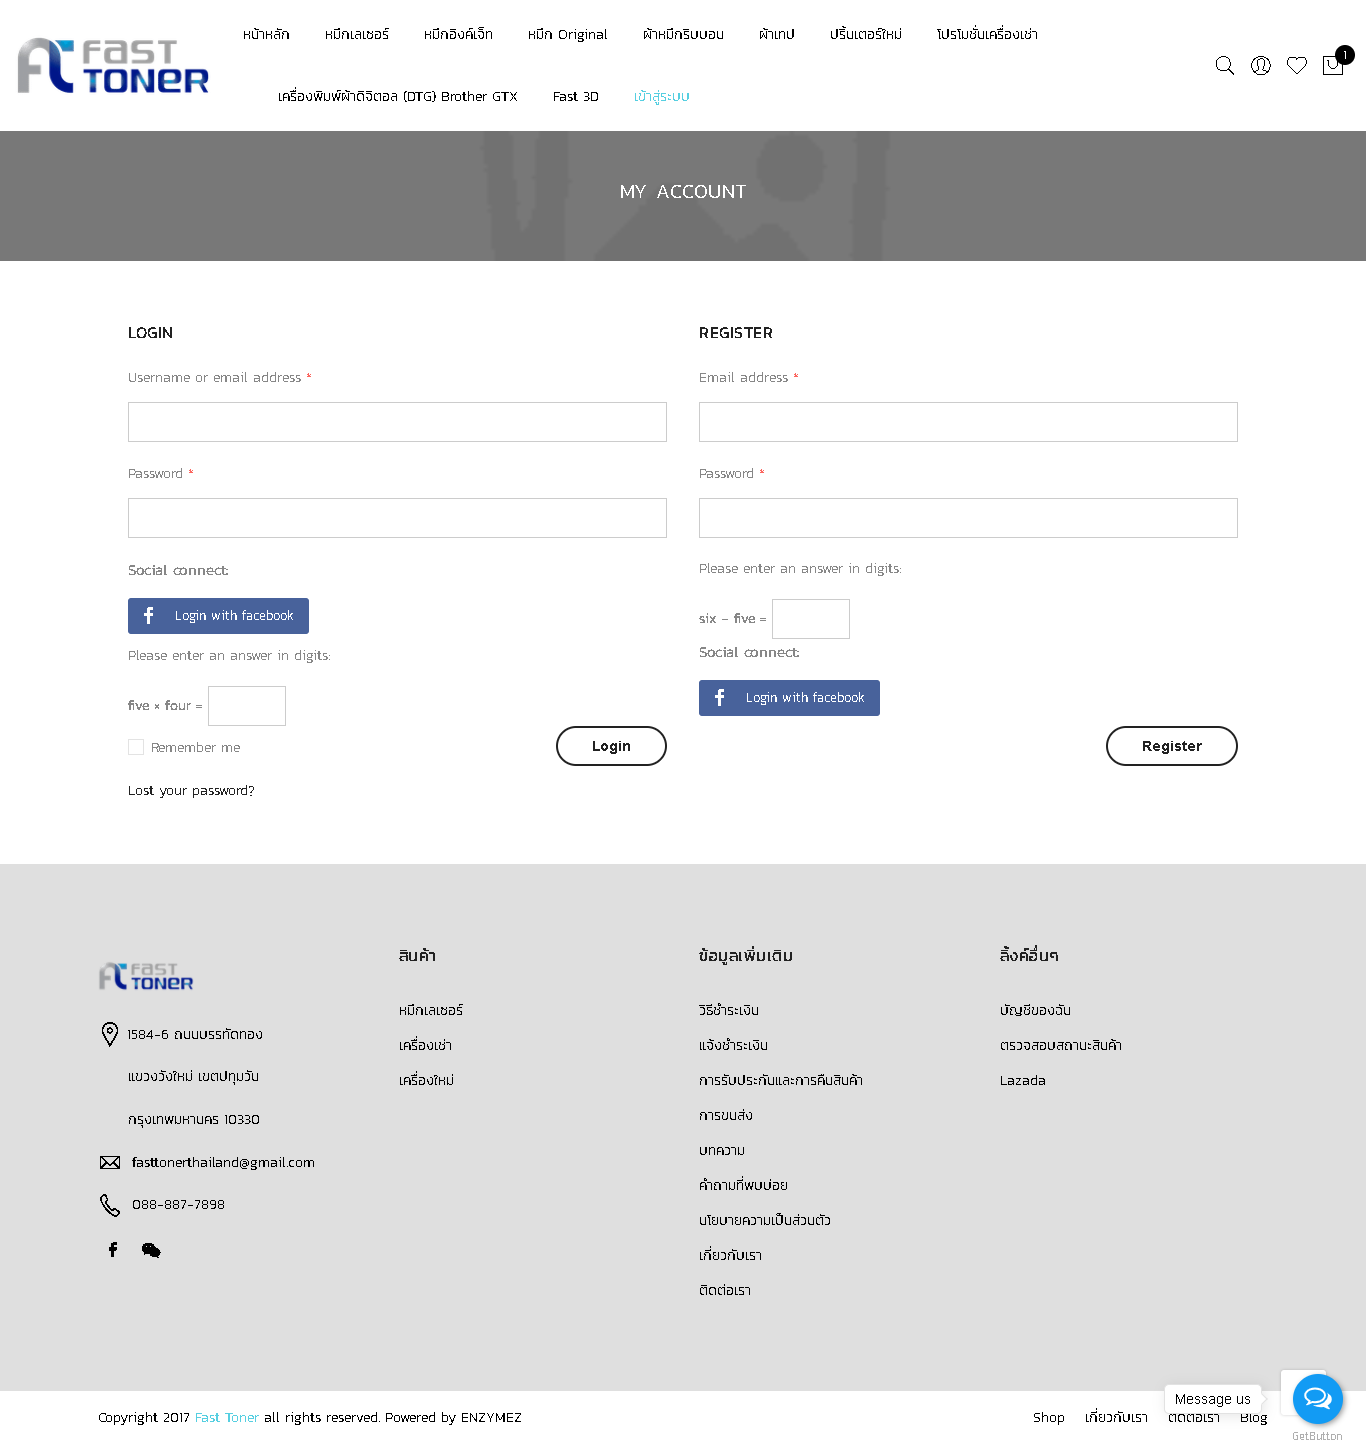 FAST TONER
หน้าหลัก หมึกเลเซอร์ หมึกอิงค์เจ็ท หมึก Original ผ้าหมึกริบบอน ผ้าเทป ปริ้นเตอร์ใหม่ โปรโมชั่นเครื่องเช่า
1
เครื่องพิมพ์ผ้าดิจิตอล (DTG) Brother GTX Fast 3D เข้าสู่ระบบ
MY ACCOUNT
LOGIN
Username or email address *
Password *
Social connect:
Login with facebook
Please enter an answer in digits:
five × four =
Remember me
Login
Lost your password?
REGISTER
Email address *
Password *
Please enter an answer in digits:
six − five =
Social connect:
Login with facebook
Register
FAST TONER
1584-6 ถนนบรรทัดทอง
แขวงวังใหม่ เขตปทุมวัน
กรุงเทพมหานคร 10330
fasttonerthailand@gmail.com
088-887-7898
สินค้า
หมึกเลเซอร์
เครื่องเช่า
เครื่องใหม่
ข้อมูลเพิ่มเติม
วิธีชำระเงิน
แจ้งชำระเงิน
การรับประกันและการคืนสินค้า
การขนส่ง
บทความ
คำถามที่พบบ่อย
นโยบายความเป็นส่วนตัว
เกี่ยวกับเรา
ติดต่อเรา
ลิ้งค์อื่นๆ
บัญชีของฉัน
ตรวจสอบสถานะสินค้า
Lazada
Copyright 2017 Fast Toner all rights reserved. Powered by ENZYMEZ
Shop เกี่ยวกับเรา ติดต่อเรา Blog
Message us
GetButton